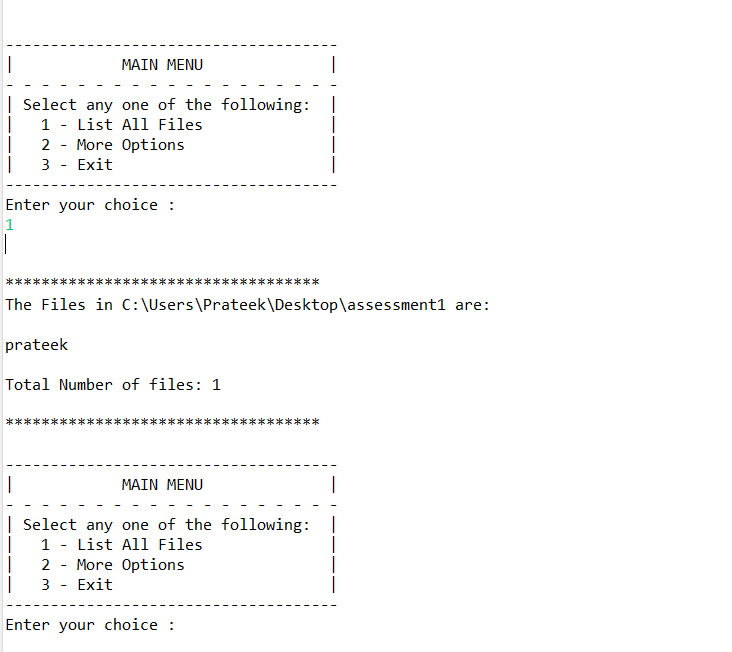 -------------------------------------
|            MAIN MENU              |
- - - - - - - - - - - - - - - - - - -
| Select any one of the following:  |
|   1 - List All Files              |
|   2 - More Options                |
|   3 - Exit                        |
-------------------------------------
Enter your choice :
1
***********************************
The Files in C:\Users\Prateek\Desktop\assessment1 are:
prateek
Total Number of files: 1
***********************************
-------------------------------------
|            MAIN MENU              |
- - - - - - - - - - - - - - - - - - -
| Select any one of the following:  |
|   1 - List All Files              |
|   2 - More Options                |
|   3 - Exit                        |
-------------------------------------
Enter your choice :